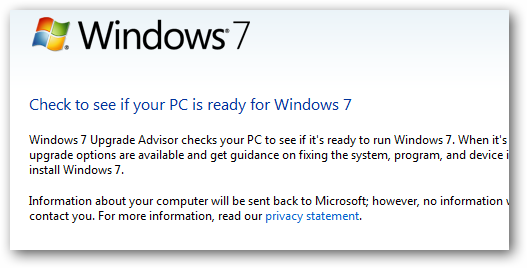 Windows® 7
Check to see if your PC is ready for Windows 7
Windows 7 Upgrade Advisor checks your PC to see if it's ready to run Windows 7. When it's
upgrade options are available and get guidance on fixing the system, program, and device
install Windows 7.
Information about your computer will be sent back to Microsoft; however, no information
contact you. For more information, read our privacy statement.